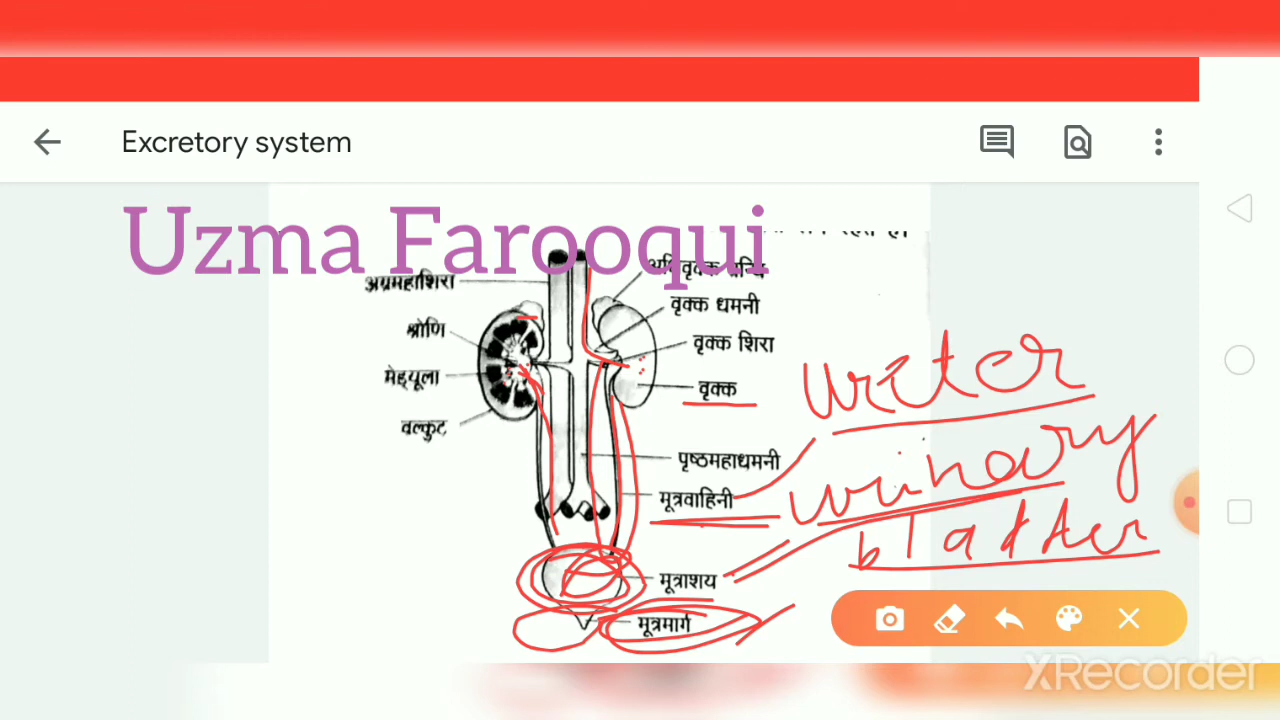 Excretory system
Uzma Farooqui
अग्रमहाशिरा
वृक्क धमनी
श्रोणि
वृक्क शिरा
मेड्यूला
वृक्क
वल्कुट
पृष्ठमहाधमनी
मूत्रवाहिनी
मूत्राशय
मूत्रमार्ग
Ureter
urinary
bladder
XRecorder